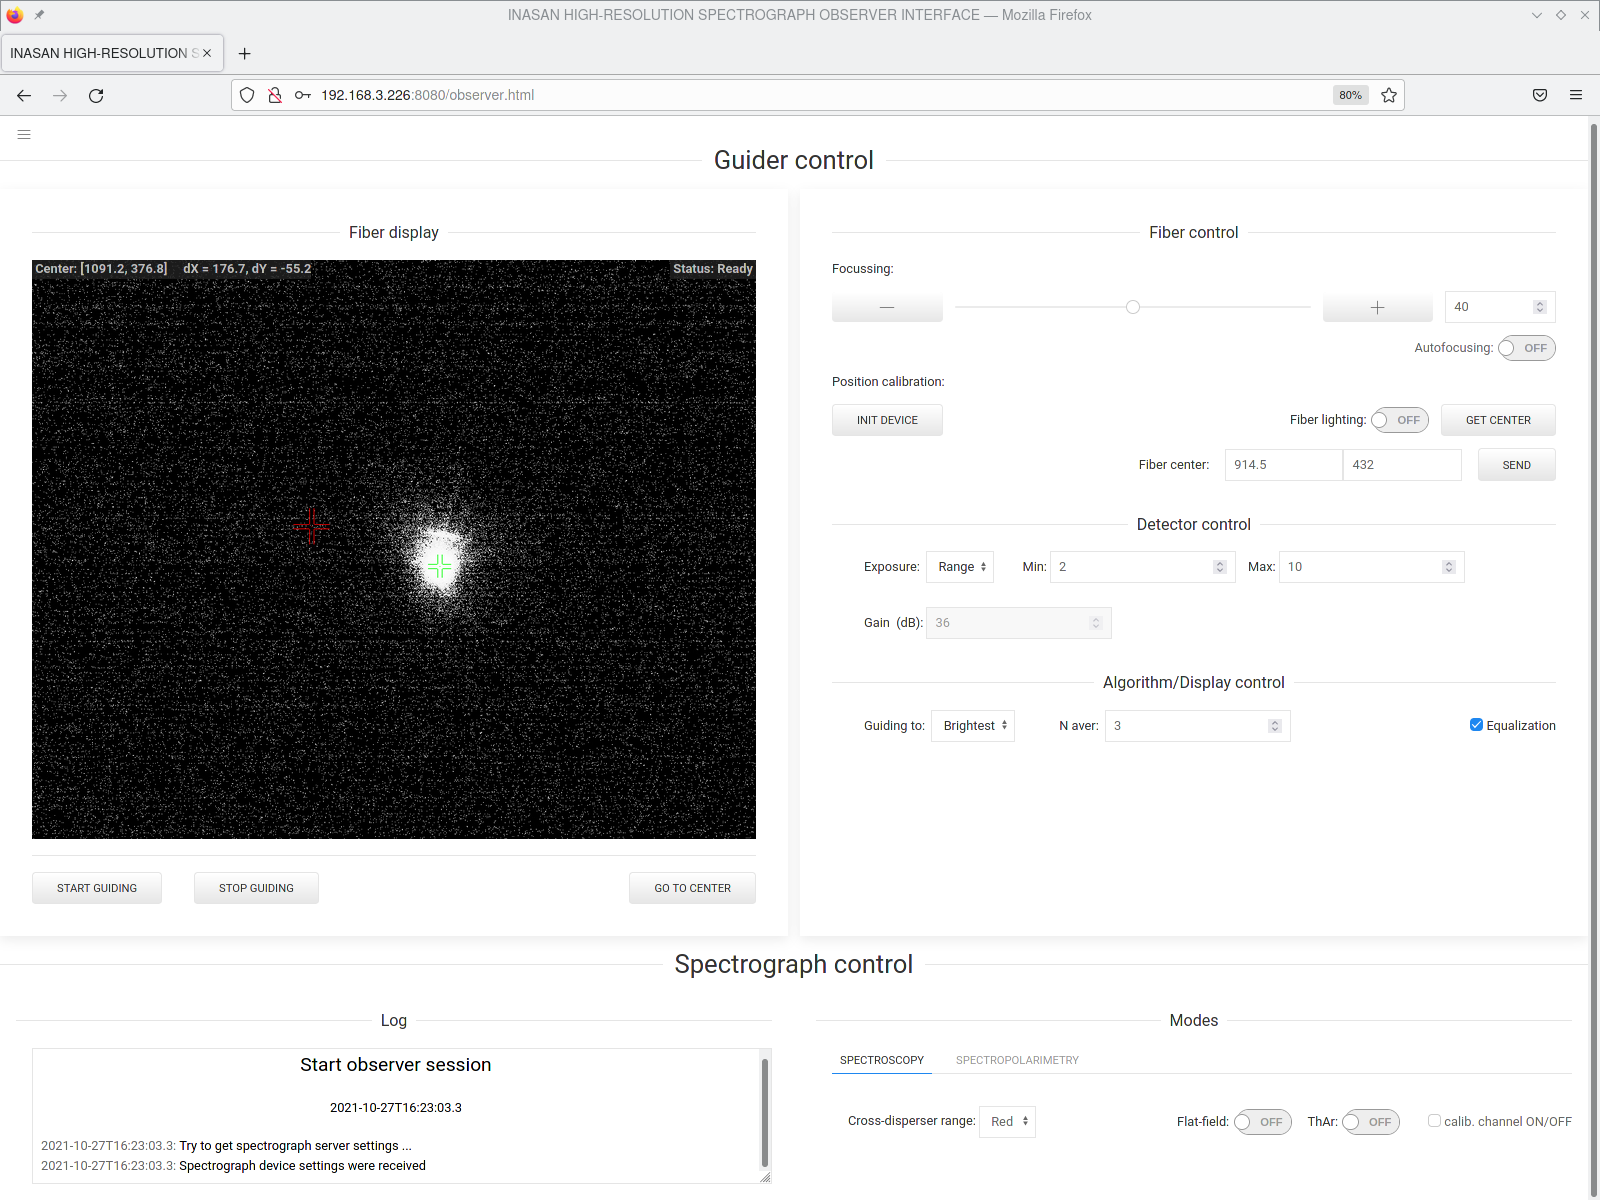 INASAN HIGH-RESOLUTION SPECTROGRAPH OBSERVER INTERFACE — Mozilla Firefox
INASAN HIGH-RESOLUTION S
192.168.3.226:8080/observer.html
80%
Guider control
Fiber display
Center: [1091.2, 376.8] dX = 176.7, dY = -55.2
Status: Ready
START GUIDING
STOP GUIDING
GO TO CENTER
Fiber control
Focussing:
40
Autofocusing: OFF
Position calibration:
INIT DEVICE
Fiber lighting: OFF
GET CENTER
Fiber center: 914.5 432
SEND
Detector control
Exposure: Range
Min: 2
Max: 10
Gain (dB): 36
Algorithm/Display control
Guiding to: Brightest
N aver: 3
Equalization
Spectrograph control
Log
Start observer session
2021-10-27T16:23:03.3
2021-10-27T16:23:03.3: Try to get spectrograph server settings ...
2021-10-27T16:23:03.3: Spectrograph device settings were received
Modes
SPECTROSCOPY
SPECTROPOLARIMETRY
Cross-disperser range: Red
Flat-field: OFF
ThAr: OFF
calib. channel ON/OFF